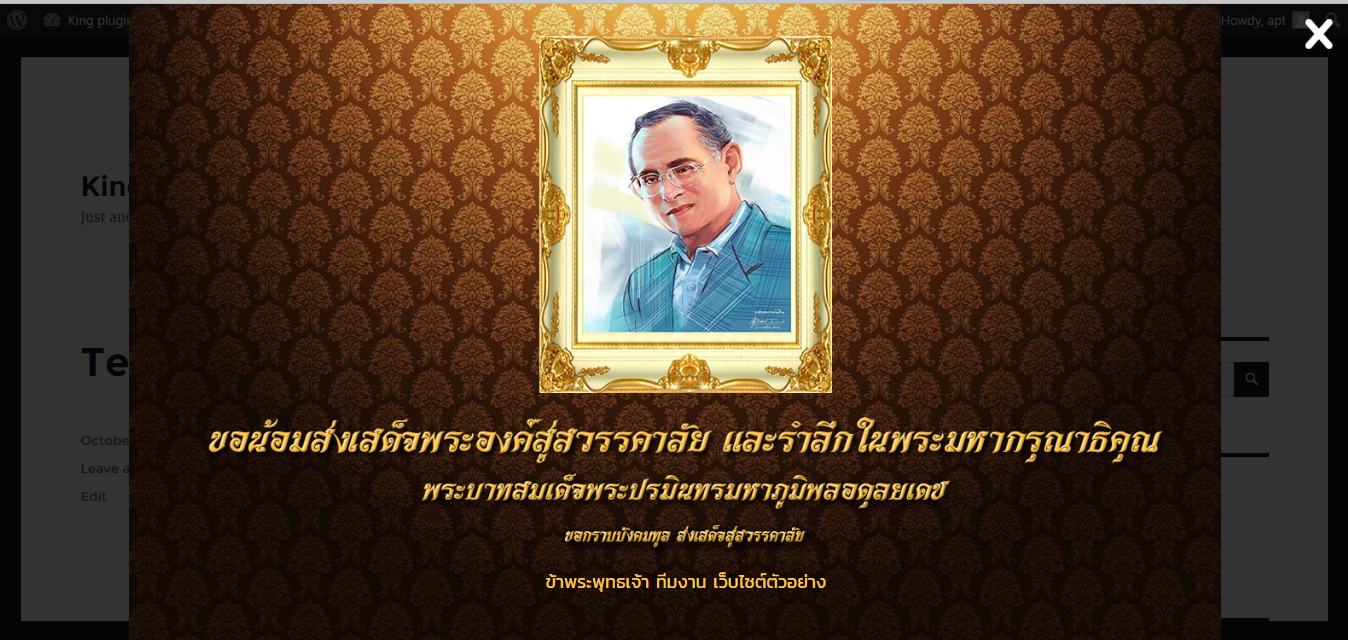 King plugin
Howdy, apt
King
Just
Te
ขอน้อมส่งเสด็จพระองค์สู่สวรรคาลัย และรำลึกในพระมหากรุณาธิคุณ
พระบาทสมเด็จพระปรมินทรมหาภูมิพลอดุลยเดช
ขอกราบบังคมทูล ส่งเสด็จสู่สวรรคาลัย
Leave a
Edit
ข้าพระพุทธเจ้า ทีมงาน เว็บไซต์ตัวอย่าง